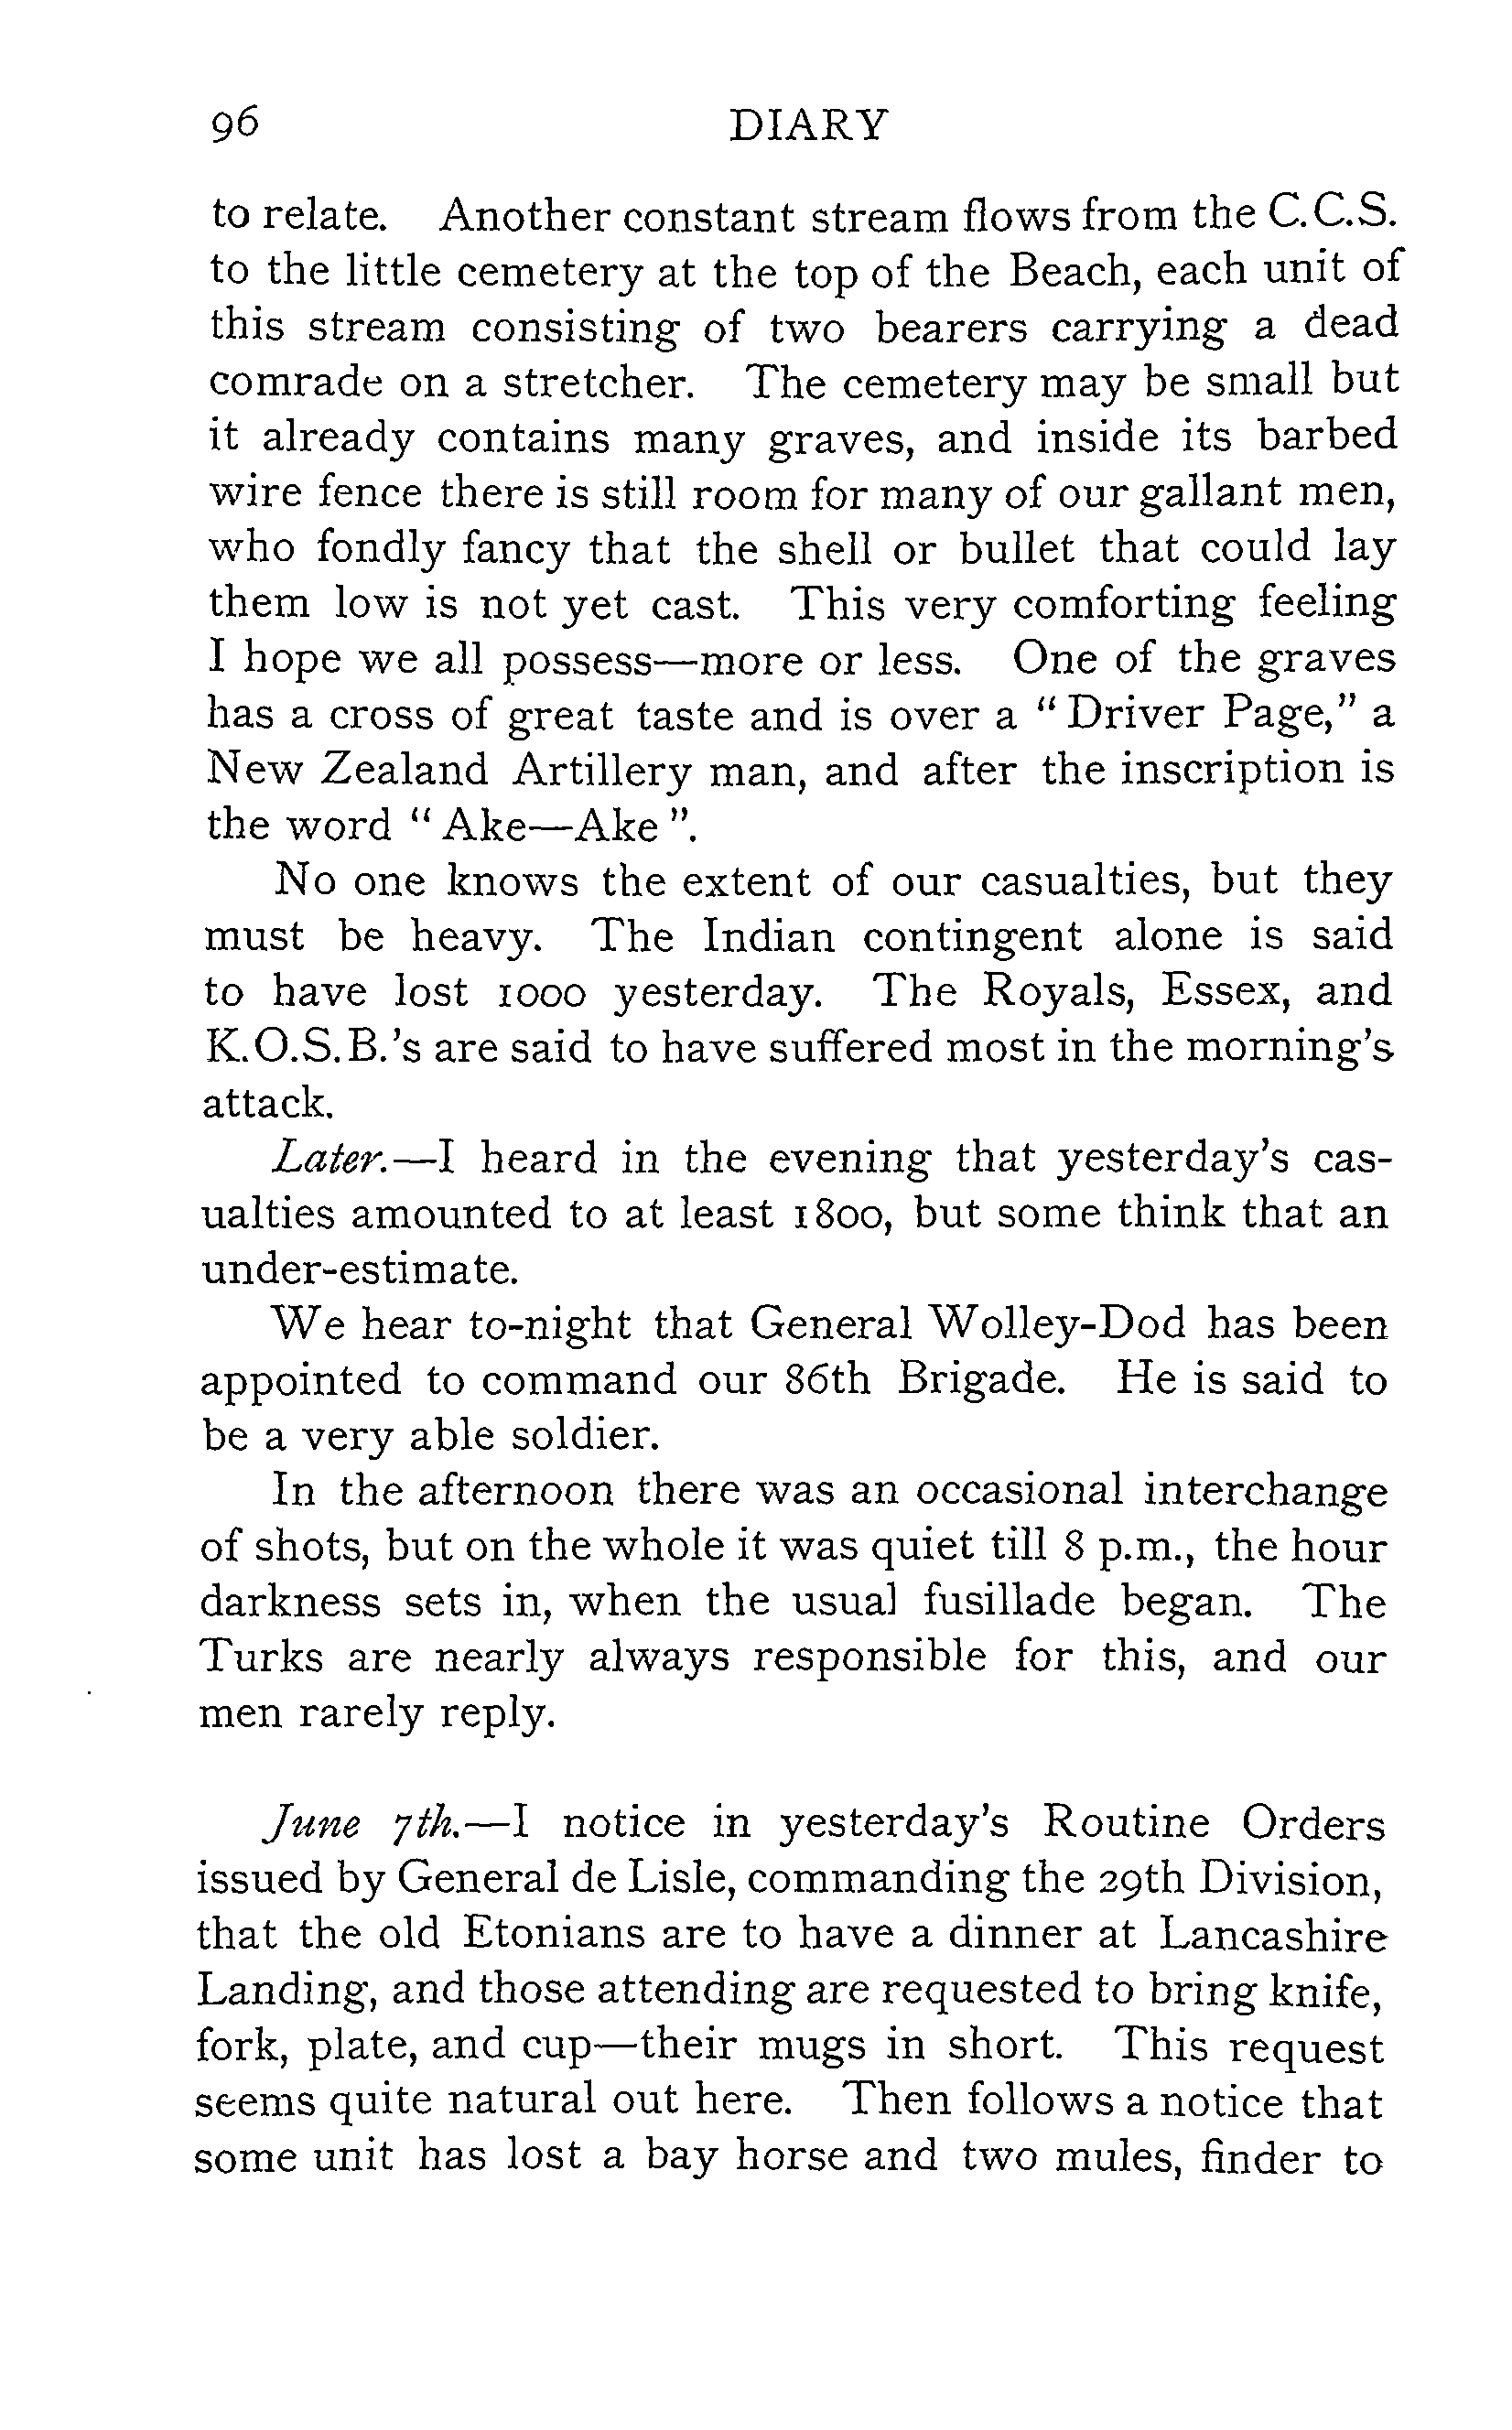 96 DIARY
to relate. Another constant stream flows from the C.C.S.
to the little cemetery at the top of the Beach, each unit of
this stream consisting of two bearers carrying a dead
comrade on a stretcher. The cemetery may be small but
it already contains many graves, and inside its barbed
wire fence there is still room for many of our gallant men,
who fondly fancy that the shell or bullet that could lay
them low is not yet cast. This very comforting feeling
I hope we all possess—more or less. One of the graves
has a cross of great taste and is over a “Driver Page,” a
New Zealand Artillery man, and after the inscription is
the word “Ake—Ake”.
No one knows the extent of our casualties, but they
must be heavy. The Indian contingent alone is said
to have lost 1000 yesterday. The Royals, Essex, and
K.O.S.B.’s are said to have suffered most in the morning’s
attack.
Later.—I heard in the evening that yesterday’s cas-
ualties amounted to at least 1800, but some think that an
under-estimate.
We hear to-night that General Wolley-Dod has been
appointed to command our 86th Brigade. He is said to
be a very able soldier.
In the afternoon there was an occasional interchange
of shots, but on the whole it was quiet till 8 p.m., the hour
darkness sets in, when the usual fusillade began. The
Turks are nearly always responsible for this, and our
men rarely reply.
June 7th.—I notice in yesterday’s Routine Orders
issued by General de Lisle, commanding the 29th Division,
that the old Etonians are to have a dinner at Lancashire
Landing, and those attending are requested to bring knife,
fork, plate, and cup—their mugs in short. This request
seems quite natural out here. Then follows a notice that
some unit has lost a bay horse and two mules, finder to